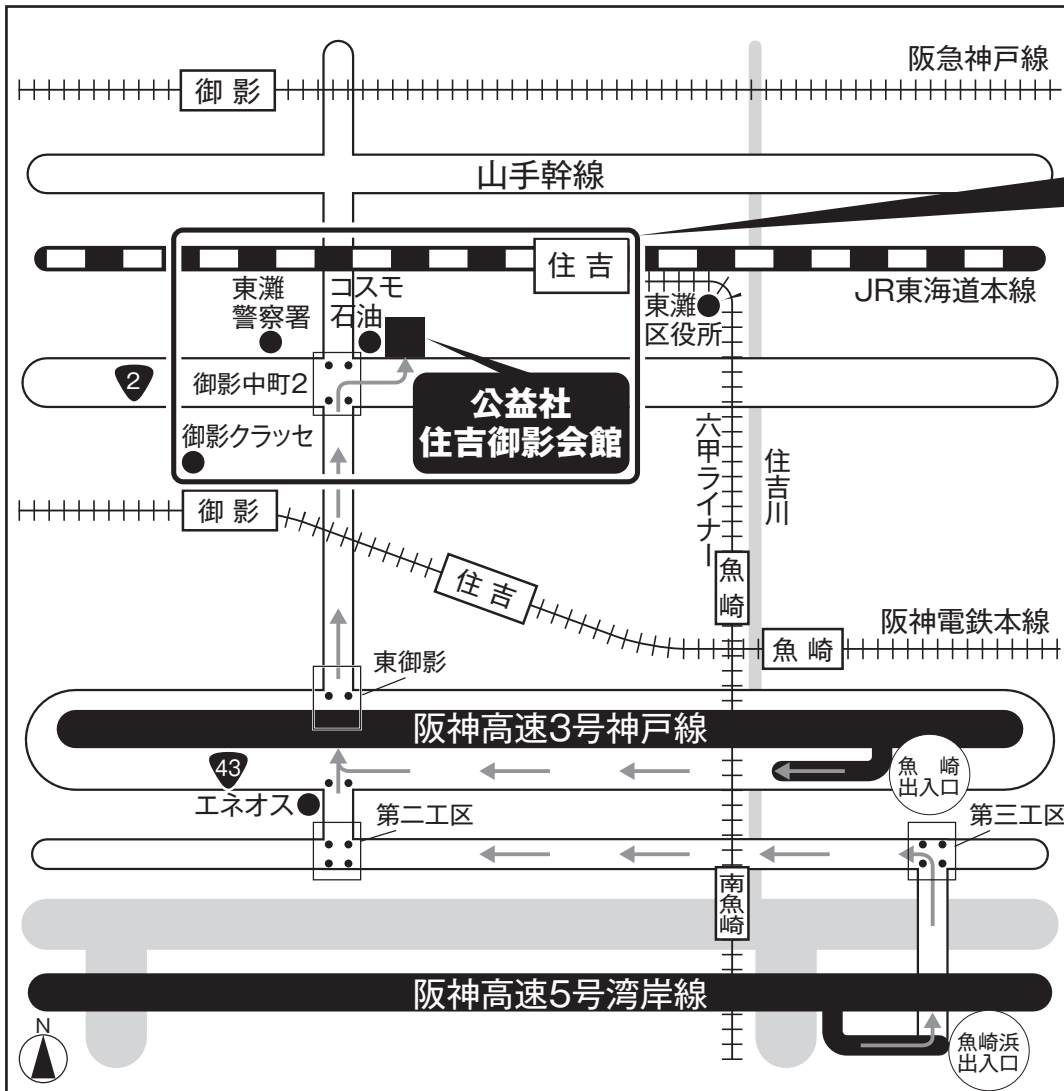 阪急神戸線
御影
山手幹線
住吉
JR東海道本線
東灘
警察署
コスモ
石油
東灘
区役所
2
御影中町2
公益社
住吉御影会館
御影クラッセ
六甲ライナー
住吉川
御影
住吉
魚崎
魚崎
阪神電鉄本線
東御影
阪神高速3号神戸線
43
魚崎
出入口
エネオス
第二工区
第三工区
南魚崎
阪神高速5号湾岸線
N
魚崎浜
出入口